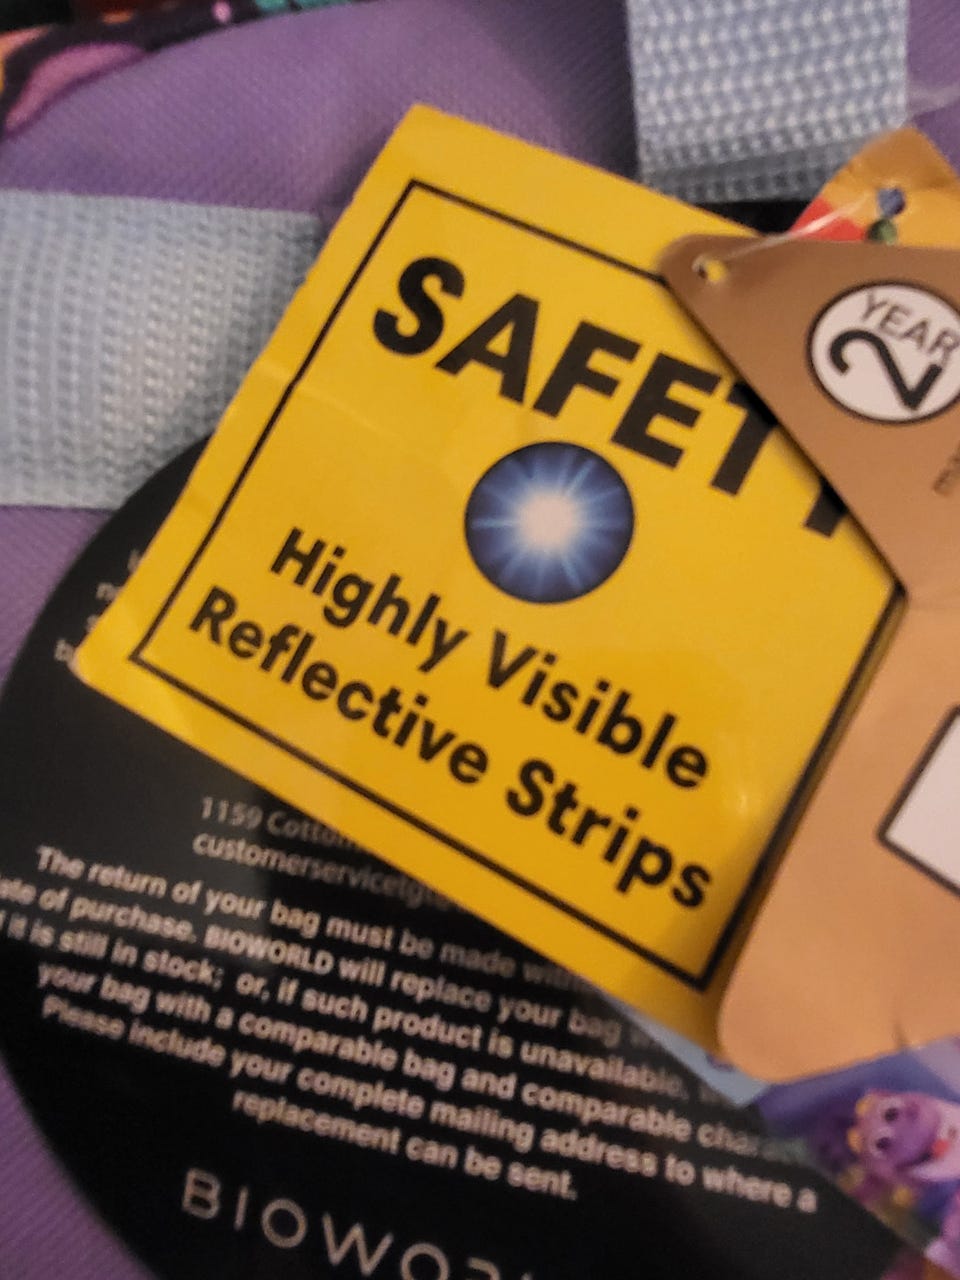 SAFETY
Highly Visible
Reflective Strips
YEAR
2
1159 Cotton
customerservice
The return of your bag must be made
date of purchase. BIOWORLD will replace your bag
it is still in stock; or, if such product is unavailable,
your bag with a comparable bag and comparable
Please include your complete mailing address to where a
replacement can be sent.
BIOWOR